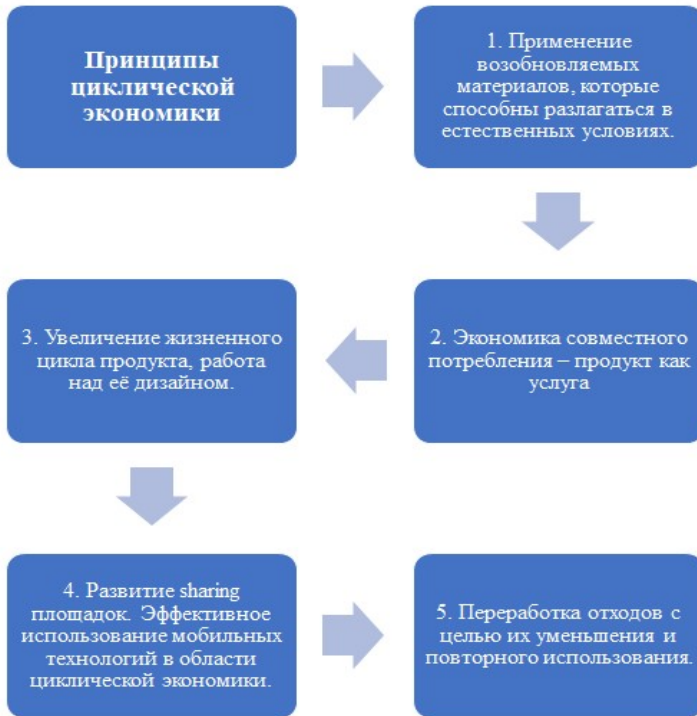 Принципы
циклической
экономики
1. Применение
возобновляемых
материалов, которые
способны разлагаться в
естественных условиях.
2. Экономика совместного
потребления – продукт как
услуга
3. Увеличение жизненного
цикла продукта, работа
над её дизайном.
4. Развитие sharing
площадок. Эффективное
использование мобильных
технологий в области
циклической экономики.
5. Переработка отходов с
целью их уменьшения и
повторного использования.